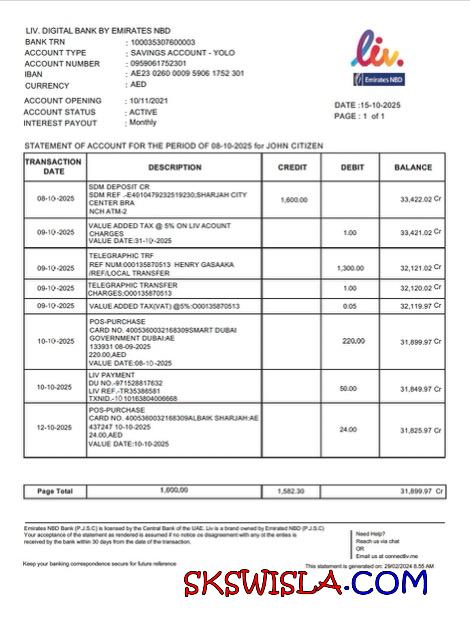 LIV. DIGITAL BANK BY EMIRATES NBD
BANK TRN : 100035307600003
ACCOUNT TYPE : SAVINGS ACCOUNT - YOLO
ACCOUNT NUMBER : 0959061752301
IBAN : AE23 0260 0009 5906 1752 301
CURRENCY : AED
ACCOUNT OPENING : 10/11/2021
ACCOUNT STATUS : ACTIVE
INTEREST PAYOUT : Monthly
liv.
Emirates NBD
DATE :15-10-2025
PAGE : 1 of 1
STATEMENT OF ACCOUNT FOR THE PERIOD OF 08-10-2025 for JOHN CITIZEN
TRANSACTION DATE DESCRIPTION CREDIT DEBIT BALANCE
08-10-2025 SDM DEPOSIT CR
SDM REF .-E4010479232519230;SHARJAH CITY
CENTER BRA
NCH ATM-2
1,600.00 33,422.02 Cr
09-10-2025 VALUE ADDED TAX @ 5% ON LIV ACOUNT
CHARGES
VALUE DATE:31-10-2025
1.00 33,421.02 Cr
09-10-2025 TELEGRAPHIC TRF
REF NUM:000135870513 HENRY GASAAKA
/REF/LOCAL TRANSFER
1,300.00 32,121.02 Cr
09-10-2025 TELEGRAPHIC TRANSFER
CHARGES:O00135870513
1.00 32,120.02 Cr
09-10-2025 VALUE ADDED TAX(VAT) @5%:O00135870513 0.05 32,119.97 Cr
10-10-2025 POS-PURCHASE
CARD NO. 4005360032168309SMART DUBAI
GOVERNMENT DUBAI:AE
133931 08-09-2025
220.00,AED
VALUE DATE:08-10-2025
220.00 31,899.97 Cr
10-10-2025 LIV PAYMENT
DU NO.-971528817632
LIV REF.-TR35386581
TXNID.-1010163804006668
50.00 31,849.97 Cr
12-10-2025 POS-PURCHASE
CARD NO. 4005360032168309ALBAIK SHARJAH:AE
437247 10-10-2025
24.00,AED
VALUE DATE:10-10-2025
24.00 31,825.97 Cr
Page Total 1,600.00 1,582.30 31,899.97 Cr
Emirates NBD Bank (P.J.S.C) is licensed by the Central Bank of the UAE. Liv is a brand owned by Emirated NBD (P.J.S.C)
Your acceptance of the statement as rendered is assumed if no notice os disagreement with any ot the enties is
received by the bank within 30 days from the date of the transaction.
Need Help?
Reach us via chat
OR
Email us at connectliv.me
Keep your banking correspondence secure for future reference
This statement is generated on: 29/02/2024 8.55 AM
SKSWISLA.COM